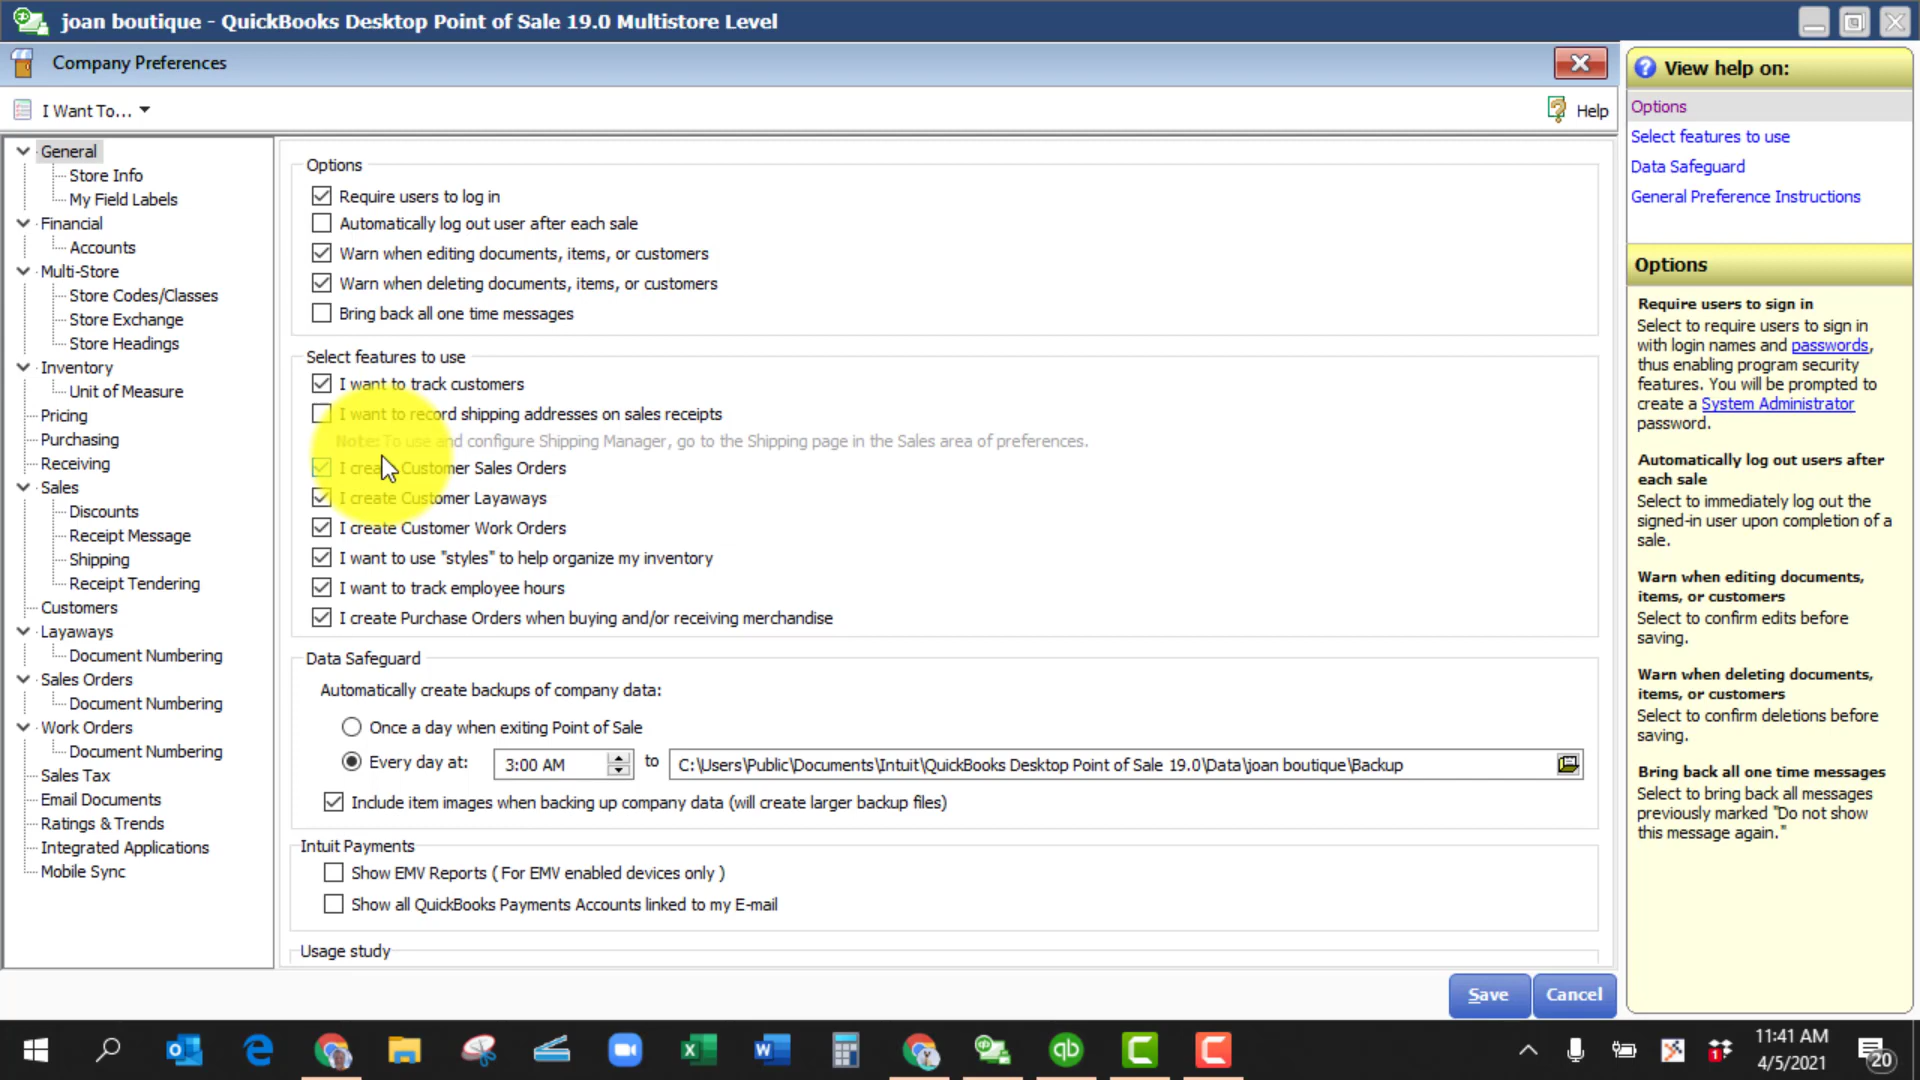 joan boutique - QuickBooks Desktop Point of Sale 19.0 Multistore Level
Company Preferences
I Want To...
Help
General
Store Info
My Field Labels
Financial
Accounts
Multi-Store
Store Codes/Classes
Store Exchange
Store Headings
Inventory
Unit of Measure
Pricing
Purchasing
Receiving
Sales
Discounts
Receipt Message
Shipping
Receipt Tendering
Customers
Layaways
Document Numbering
Sales Orders
Document Numbering
Work Orders
Document Numbering
Sales Tax
Email Documents
Ratings & Trends
Integrated Applications
Mobile Sync
Options
Require users to log in
Automatically log out user after each sale
Warn when editing documents, items, or customers
Warn when deleting documents, items, or customers
Bring back all one time messages
Select features to use
I want to track customers
I want to record shipping addresses on sales receipts
Note: To use and configure Shipping Manager, go to the Shipping page in the Sales area of preferences.
I create Customer Sales Orders
I create Customer Layaways
I create Customer Work Orders
I want to use "styles" to help organize my inventory
I want to track employee hours
I create Purchase Orders when buying and/or receiving merchandise
Data Safeguard
Automatically create backups of company data:
Once a day when exiting Point of Sale
Every day at: 3:00 AM to C:\Users\Public\Documents\Intuit\QuickBooks Desktop Point of Sale 19.0\Data\joan boutique\Backup
Include item images when backing up company data (will create larger backup files)
Intuit Payments
Show EMV Reports ( For EMV enabled devices only )
Show all QuickBooks Payments Accounts linked to my E-mail
Usage study
Save
Cancel
View help on:
Options
Select features to use
Data Safeguard
General Preference Instructions
Options
Require users to sign in
Select to require users to sign in
with login names and passwords,
thus enabling program security
features. You will be prompted to
create a System Administrator
password.
Automatically log out users after
each sale
Select to immediately log out the
signed-in user upon completion of a
sale.
Warn when editing documents,
items, or customers
Select to confirm edits before
saving.
Warn when deleting documents,
items, or customers
Select to confirm deletions before
saving.
Bring back all one time messages
Select to bring back all messages
previously marked "Do not show
this message again."
11:41 AM
4/5/2021
20
1